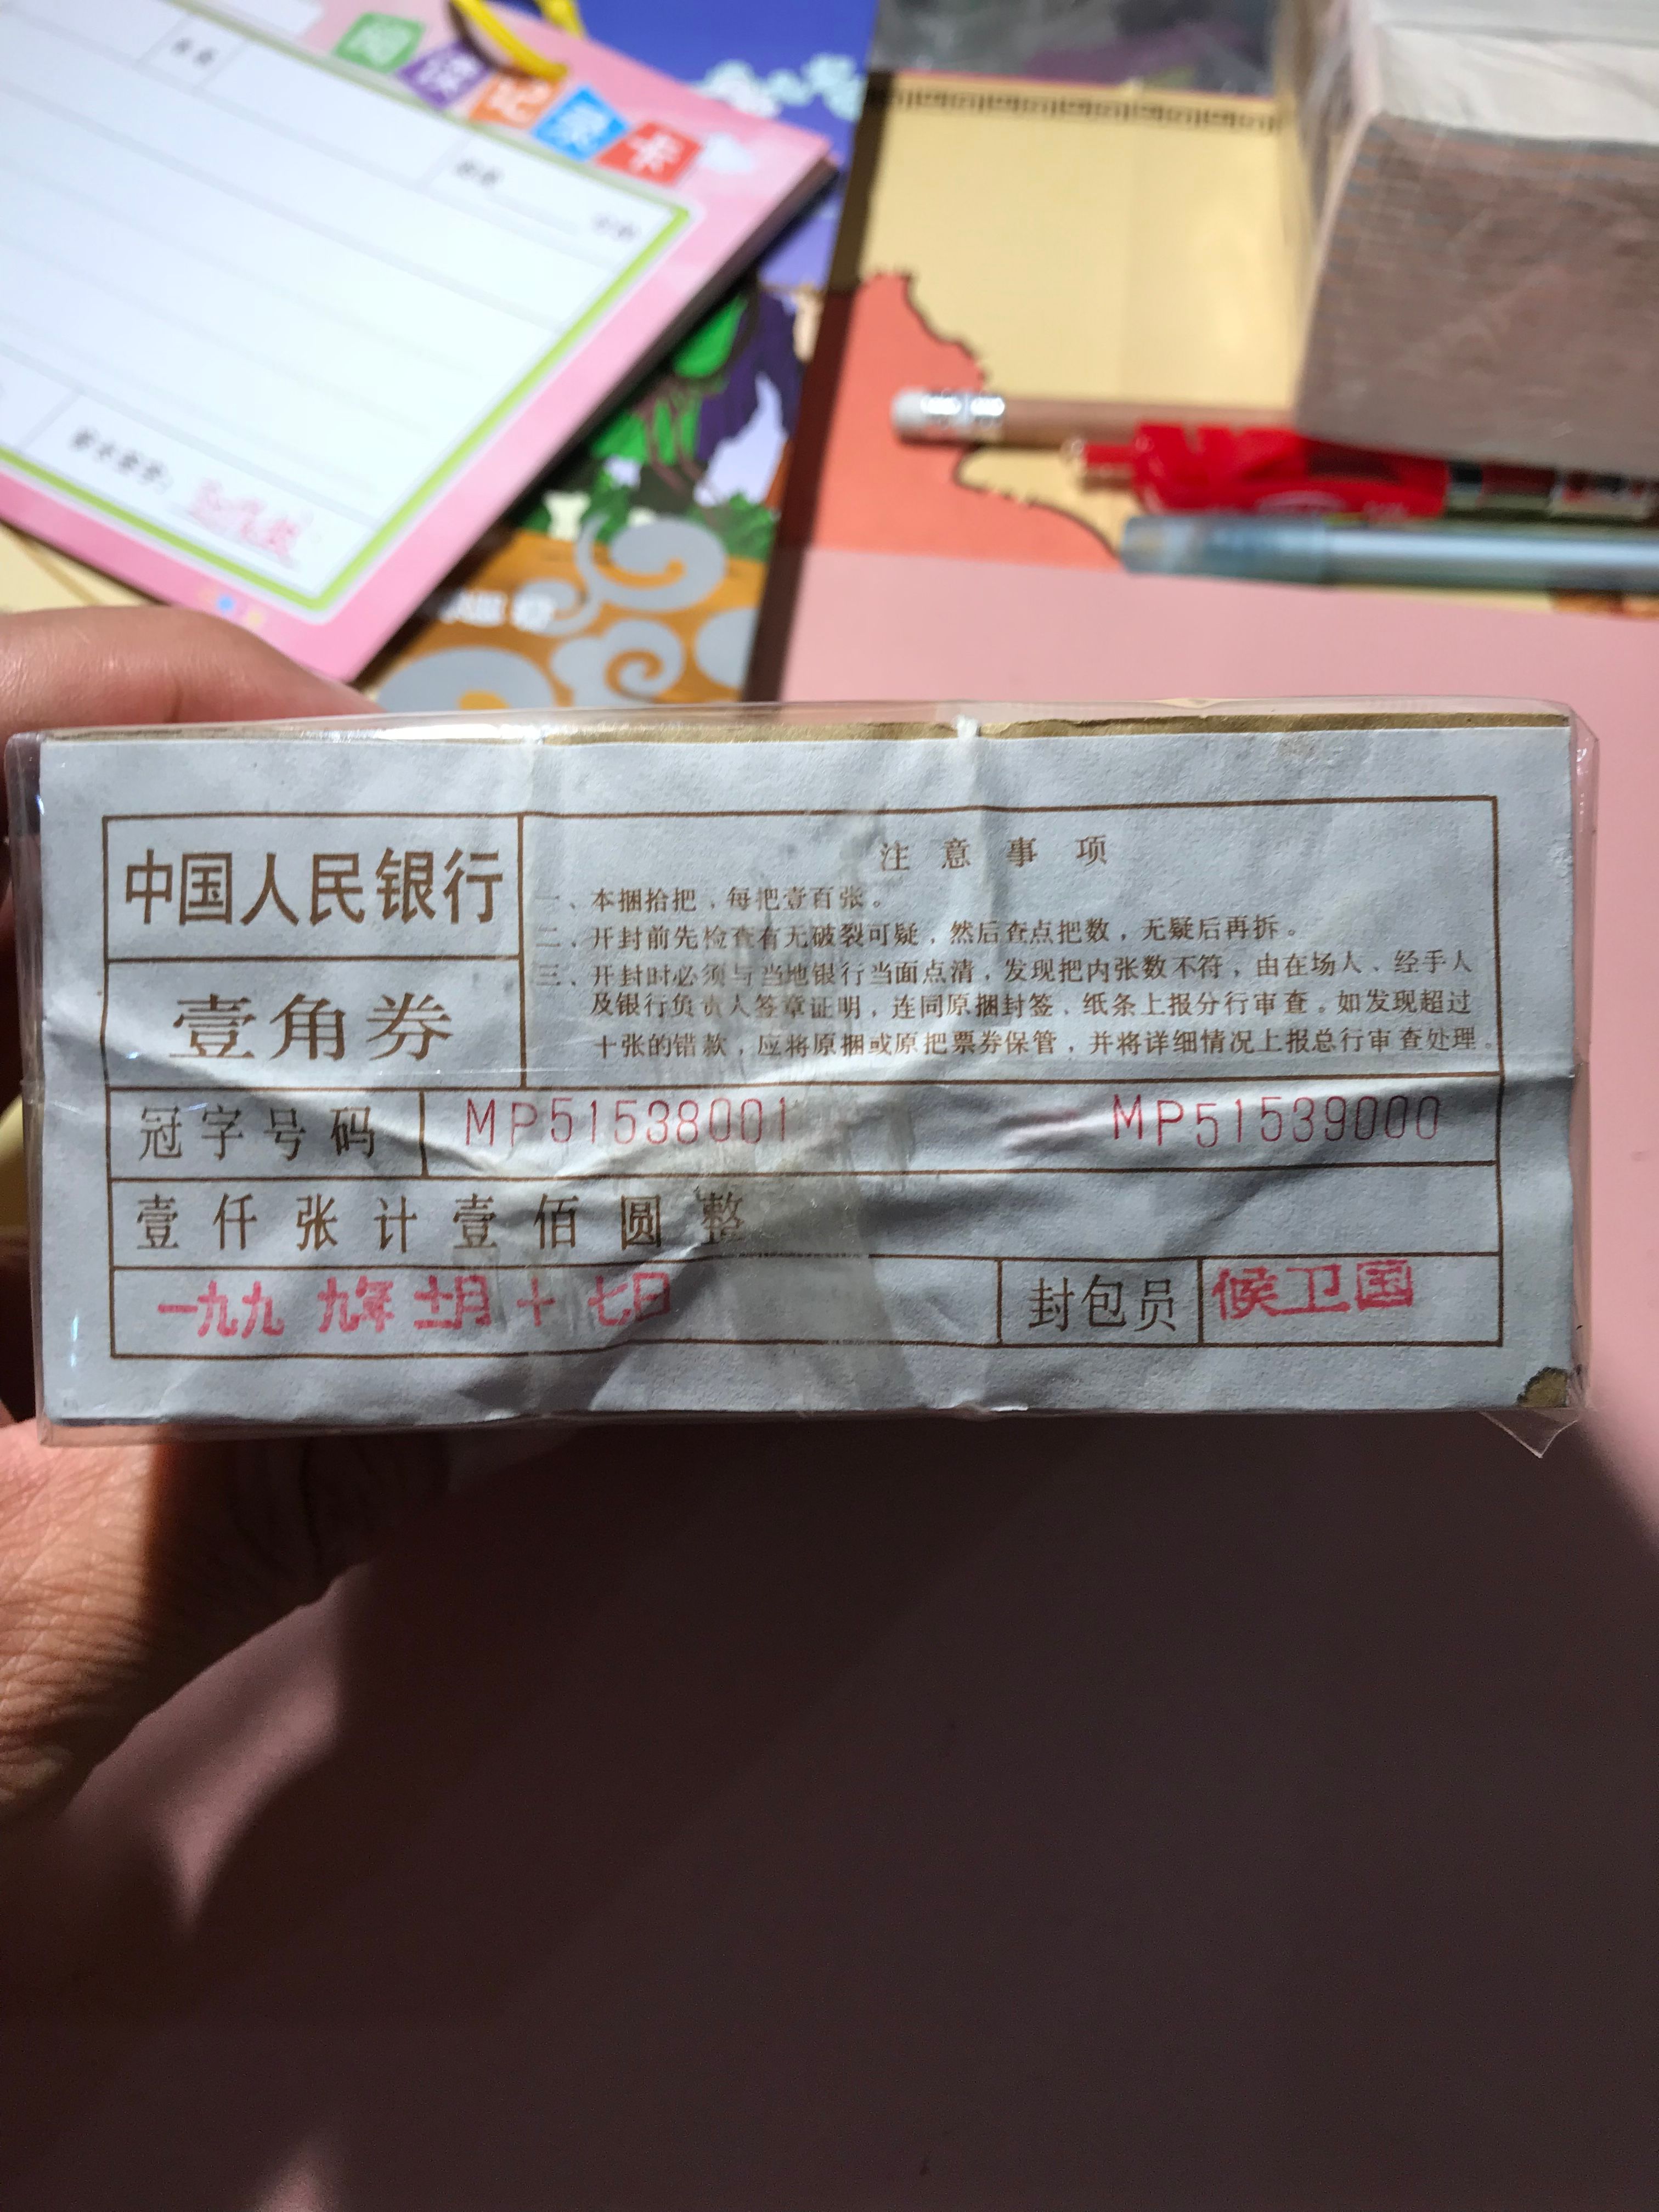 阅读记录卡
中国人民银行
壹角券
注意事项
一、本捆拾把，每把壹百张。
二、开封前先检查有无破裂可疑，然后查点把数，无疑后再拆。
三、开封时必须与当地银行当面点清，发现把内张数不符，由在场人、经手人
及银行负责人签章证明，连同原捆封签、纸条上报分行审查。如发现超过
十张的错款，应将原捆或原把票券保管，并将详细情况上报总行审查处理。
冠字号码 MP51538001 MP51539000
壹仟张计壹佰圆整
一九九九年十一月十七日 封包员 候卫国